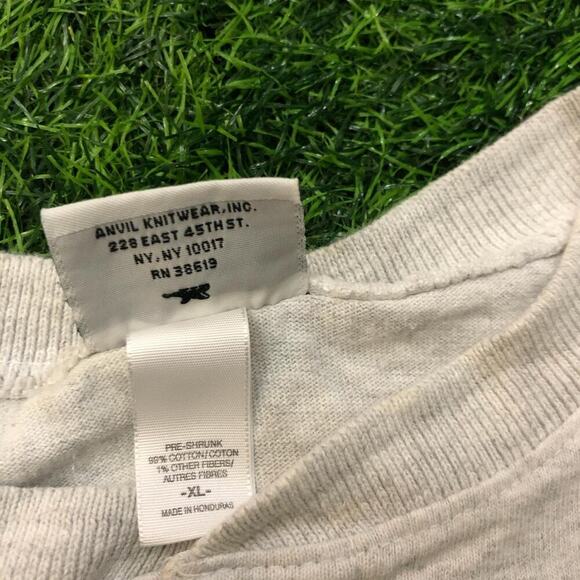 ANVIL KNITWEAR, INC.
228 EAST 45TH ST.
NY. NY 10017
RN 38619
PRE-SHRUNK
99% COTTON/COTON
1% OTHER FIBERS/
AUTRES FIBRES
-XL-
MADE IN HONDURAS